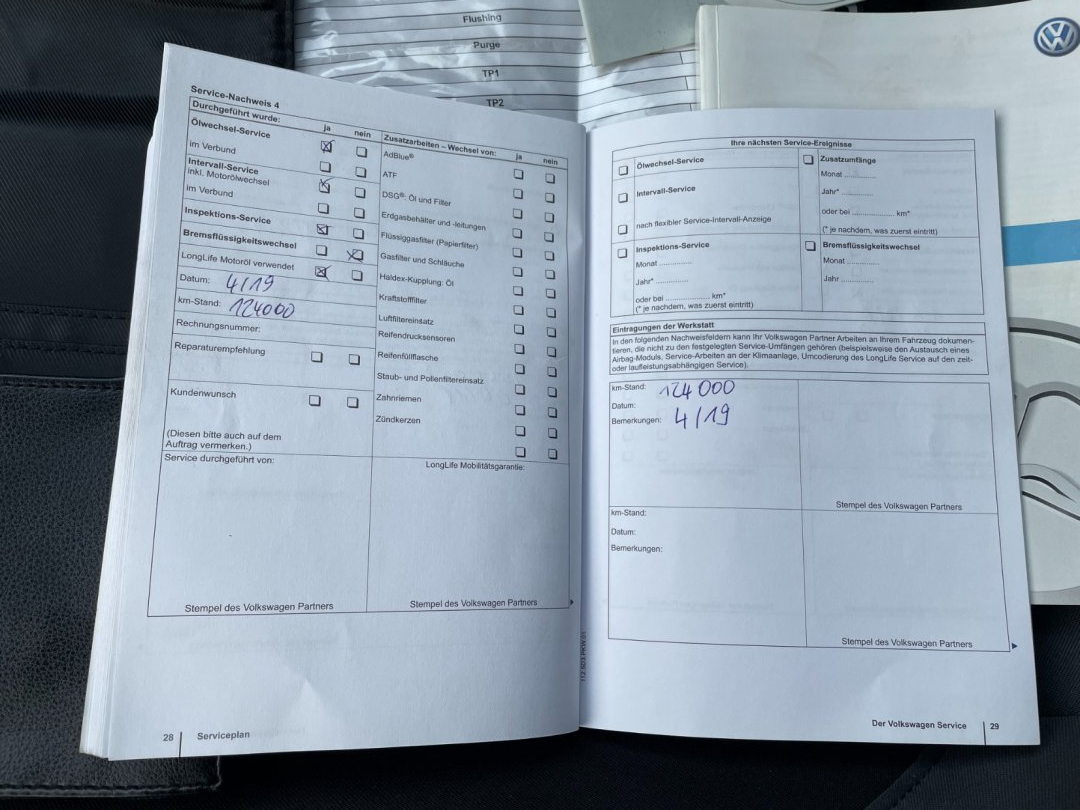 Flushing
Purge
TP1
TP2
VW
Service-Nachweis 4
Durchgeführt wurde:
ja
nein
Ölwechsel-Service
im Verbund
Intervall-Service
inkl. Motorölwechsel
im Verbund
Inspektions-Service
Bremsflüssigkeitswechsel
LongLife Motoröl verwendet
Datum: 4/19
km-Stand: 124000
Rechnungsnummer:
Reparaturempfehlung
Kundenwunsch
(Diesen bitte auch auf dem
Auftrag vermerken.)
Service durchgeführt von:
Stempel des Volkswagen Partners
Zusatzarbeiten – Wechsel von:
ja
nein
AdBlue®
ATF
DSG®- Öl und Filter
Erdgasbehälter und -leitungen
Flüssiggasfilter (Papierfilter)
Gasfilter und Schläuche
Haldex-Kupplung: Öl
Kraftstofffilter
Luftfiltereinsatz
Reifendrucksensoren
Reifenfüllflasche
Staub- und Pollenfiltereinsatz
Zahnriemen
Zündkerzen
LongLife Mobilitätsgarantie:
Stempel des Volkswagen Partners
28
Serviceplan
Ihre nächsten Service-Ereignisse
Ölwechsel-Service
Intervall-Service
nach flexibler Service-Intervall-Anzeige
Inspektions-Service
Monat ............
Jahr* ............
oder bei ................ km*
(* je nachdem, was zuerst eintritt)
Zusatzumfänge
Monat ............
Jahr* ............
oder bei ................ km*
(* je nachdem, was zuerst eintritt)
Bremsflüssigkeitswechsel
Monat ............
Jahr ............
Eintragungen der Werkstatt
In den folgenden Nachweisfeldern kann Ihr Volkswagen Partner Arbeiten an Ihrem Fahrzeug dokumen-
tieren, die nicht zu den festgelegten Service-Umfängen gehören (beispielsweise den Austausch eines
Airbag-Moduls, Service-Arbeiten an der Klimaanlage, Umcodierung des LongLife Service auf den zeit-
oder laufleistungsabhängigen Service).
km-Stand: 124000
Datum:
Bemerkungen: 4/19
Stempel des Volkswagen Partners
km-Stand:
Datum:
Bemerkungen:
Stempel des Volkswagen Partners
Der Volkswagen Service
29